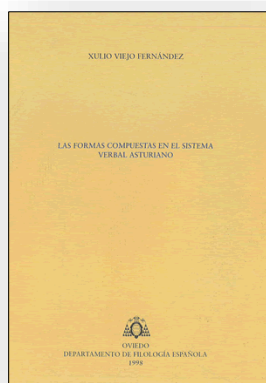 XULIO VIEJO FERNÁNDEZ
LAS FORMAS COMPUESTAS EN EL SISTEMA
VERBAL ASTURIANO
OVIEDO
DEPARTAMENTO DE FILOLOGÍA ESPAÑOLA
1998